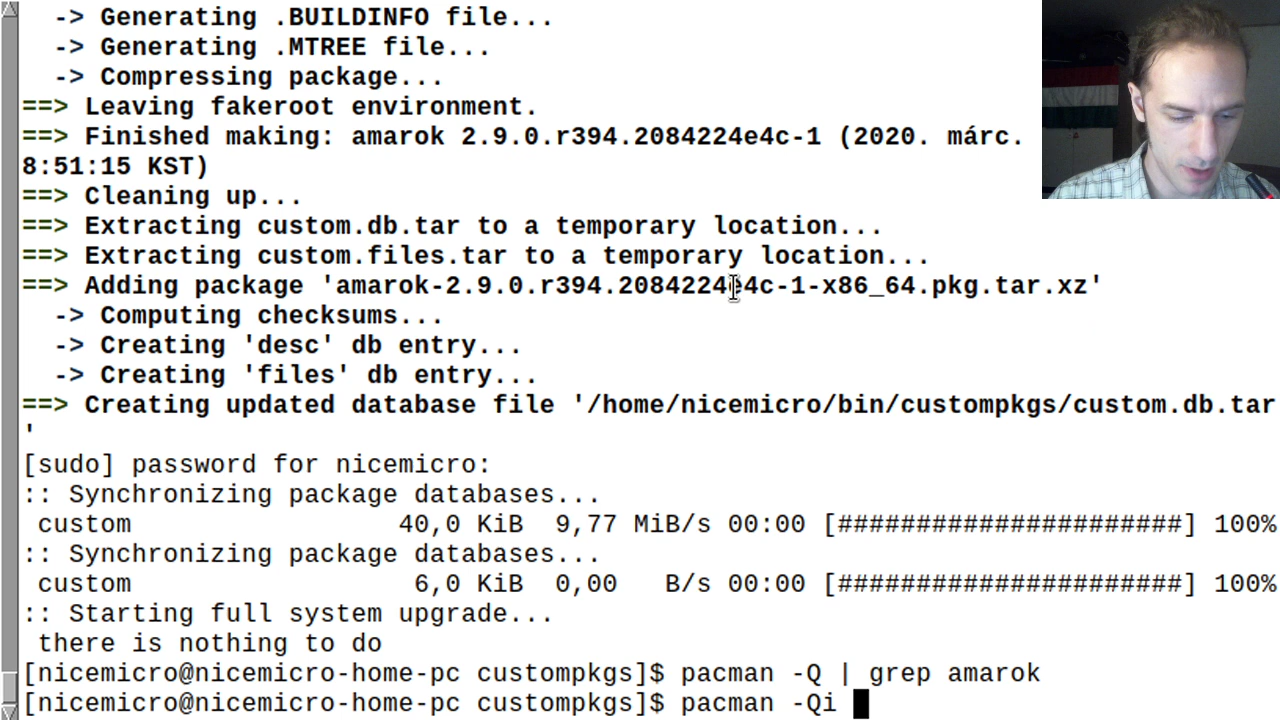 -> Generating .BUILDINFO file...
-> Generating .MTREE file...
-> Compressing package...
==> Leaving fakeroot environment.
==> Finished making: amarok 2.9.0.r394.2084224e4c-1 (2020. márc.
8:51:15 KST)
==> Cleaning up...
==> Extracting custom.db.tar to a temporary location...
==> Extracting custom.files.tar to a temporary location...
==> Adding package 'amarok-2.9.0.r394.2084224e4c-1-x86_64.pkg.tar.xz'
-> Computing checksums...
-> Creating 'desc' db entry...
-> Creating 'files' db entry...
==> Creating updated database file '/home/nicemicro/bin/custompkgs/custom.db.tar
'
[sudo] password for nicemicro:
:: Synchronizing package databases...
custom 40,0 KiB 9,77 MiB/s 00:00 [######################] 100%
:: Synchronizing package databases...
custom 6,0 KiB 0,00 B/s 00:00 [######################] 100%
:: Starting full system upgrade...
there is nothing to do
[nicemicro@nicemicro-home-pc custompkgs]$ pacman -Q | grep amarok
[nicemicro@nicemicro-home-pc custompkgs]$ pacman -Qi